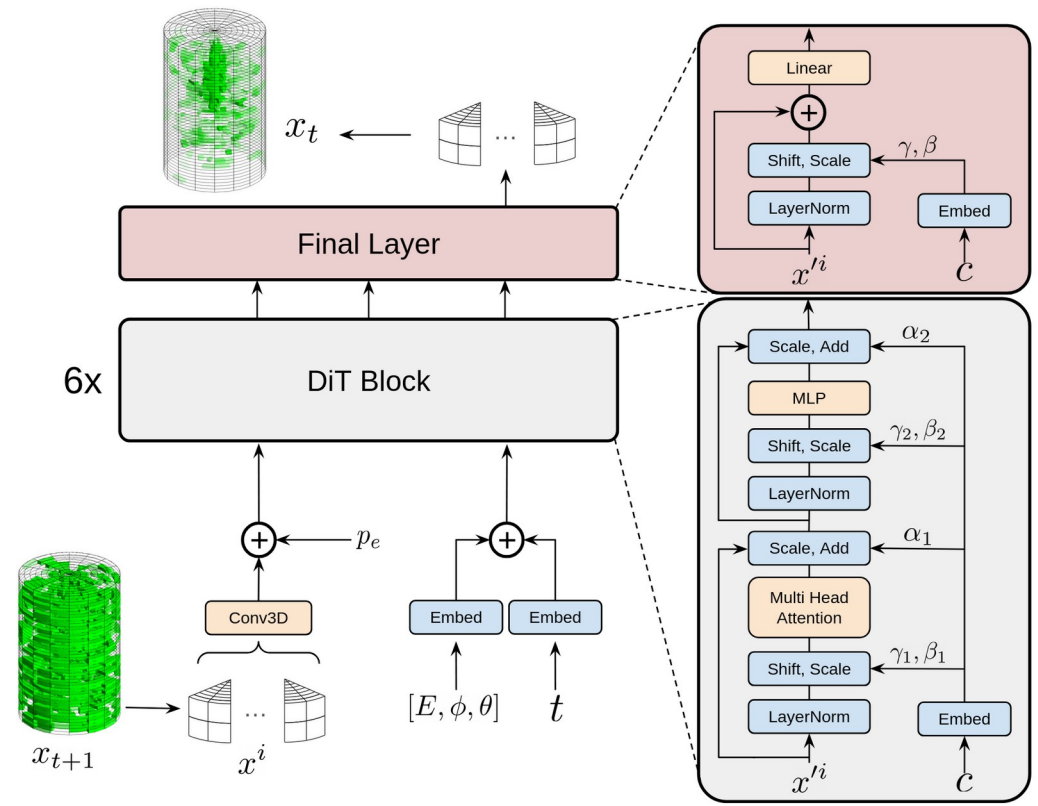 x_t
...
Final Layer
6x
DiT Block
p_e
Conv3D
Embed
Embed
[E, ϕ, θ]
t
...
x^i
x_{t+1}
Linear
Shift, Scale
γ, β
LayerNorm
Embed
x'^i
c
Scale, Add
α_2
MLP
Shift, Scale
γ_2, β_2
LayerNorm
Scale, Add
α_1
Multi Head
Attention
Shift, Scale
γ_1, β_1
LayerNorm
Embed
x'^i
c